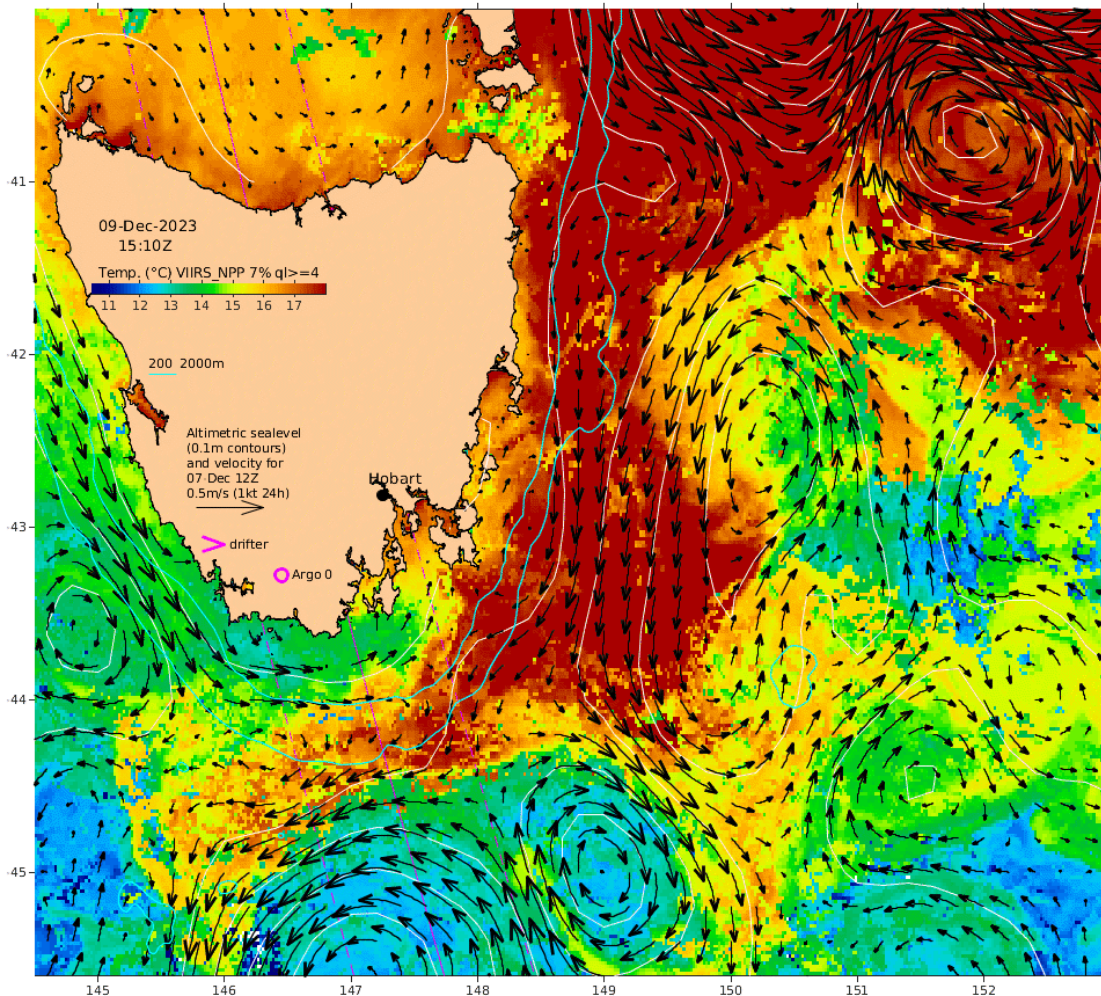 -41
09-Dec-2023
15:10Z
Temp. (°C) VIIRS_NPP 7% ql>=4
11 12 13 14 15 16 17
-42
200 2000m
Altimetric sealevel
(0.1m contours)
and velocity for
07-Dec 12Z
0.5m/s (1kt 24h)
Hobart
-43
drifter
Argo 0
-44
-45
145 146 147 148 149 150 151 152